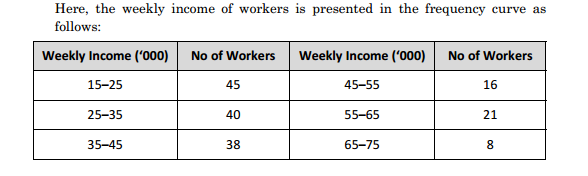 Here, the weekly income of workers is presented in the frequency curve as
follows:
Weekly Income (‘000) No of Workers Weekly Income (‘000) No of Workers
15–25 45 45–55 16
25–35 40 55–65 21
35–45 38 65–75 8